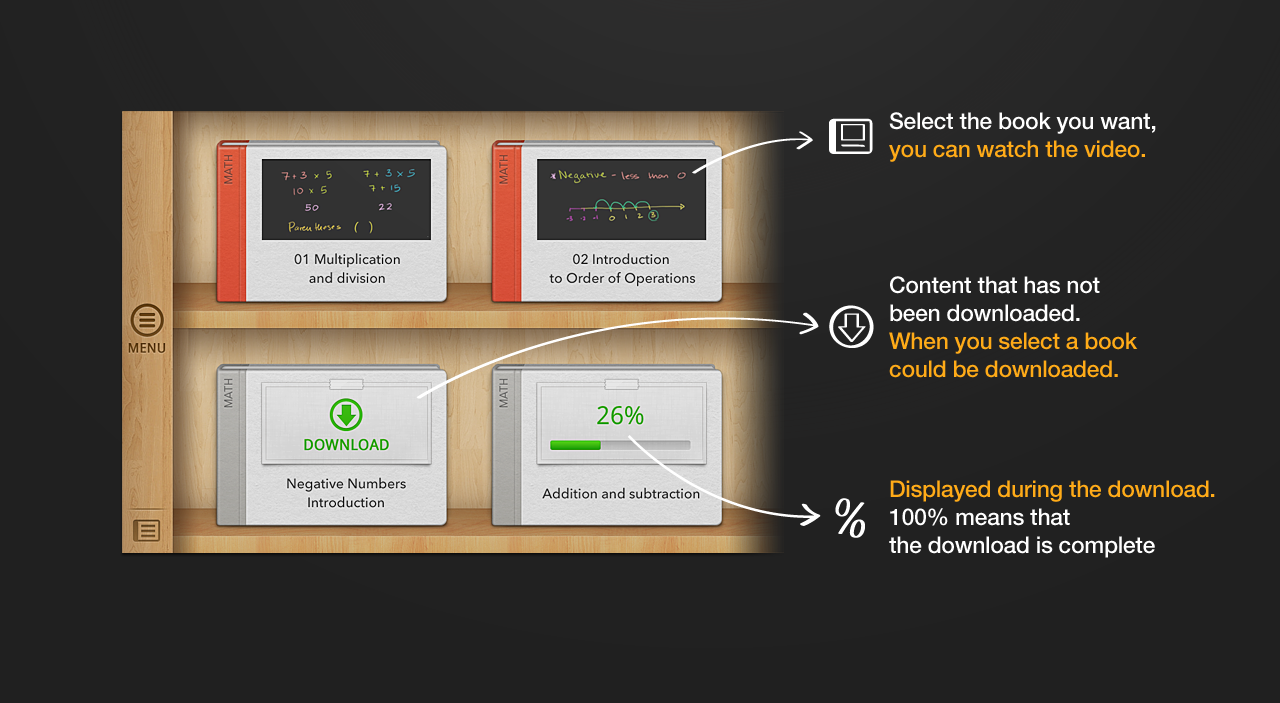 MATH
7 + 3 × 5
7 + 3 × 5
10 × 5
7 + 15
50
22
Parentheses ( )
01 Multiplication
and division
MATH
* Negative - less than 0
-3 -2 -1 0 1 2 3
02 Introduction
to Order of Operations
Select the book you want,
you can watch the video.
MENU
Content that has not
been downloaded.
When you select a book
could be downloaded.
MATH
DOWNLOAD
Negative Numbers
Introduction
MATH
26%
Addition and subtraction
%
Displayed during the download.
100% means that
the download is complete